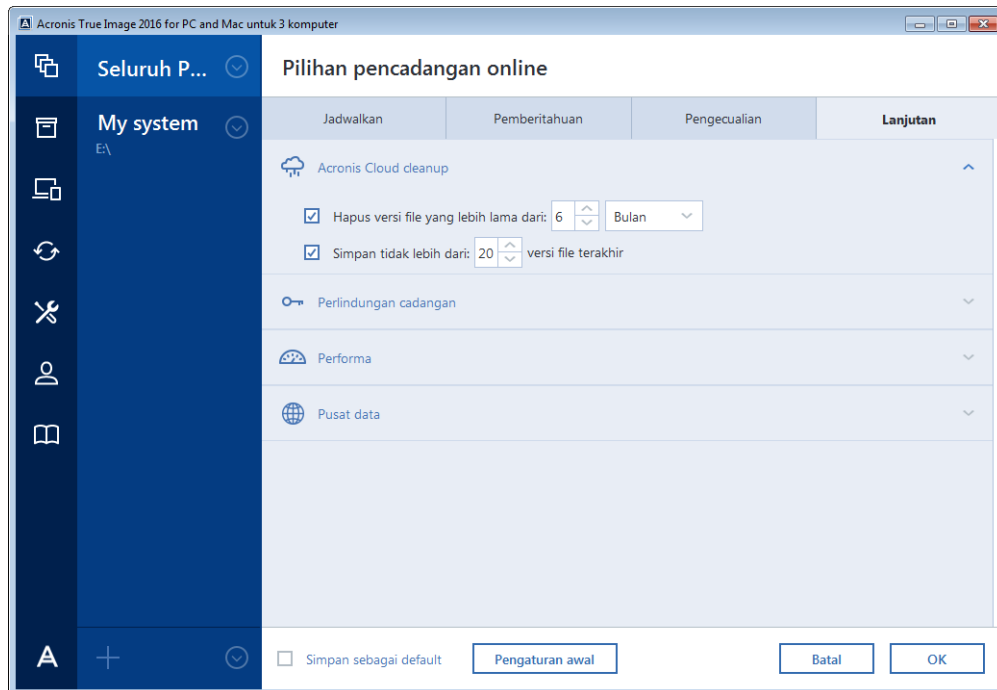 Acronis True Image 2016 for PC and Mac untuk 3 komputer
Seluruh P...
My system
E:\
Pilihan pencadangan online
Jadwalkan
Pemberitahuan
Pengecualian
Lanjutan
Acronis Cloud cleanup
Hapus versi file yang lebih lama dari: 6 Bulan
Simpan tidak lebih dari: 20 versi file terakhir
Perlindungan cadangan
Performa
Pusat data
Simpan sebagai default
Pengaturan awal
Batal
OK